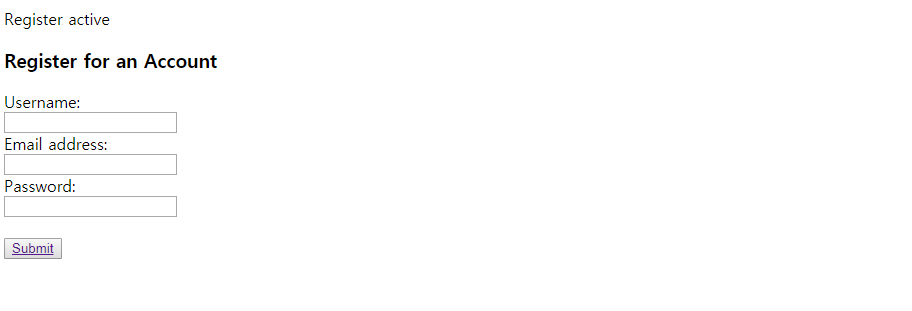 Register active
Register for an Account
Username:
Email address:
Password:
Submit